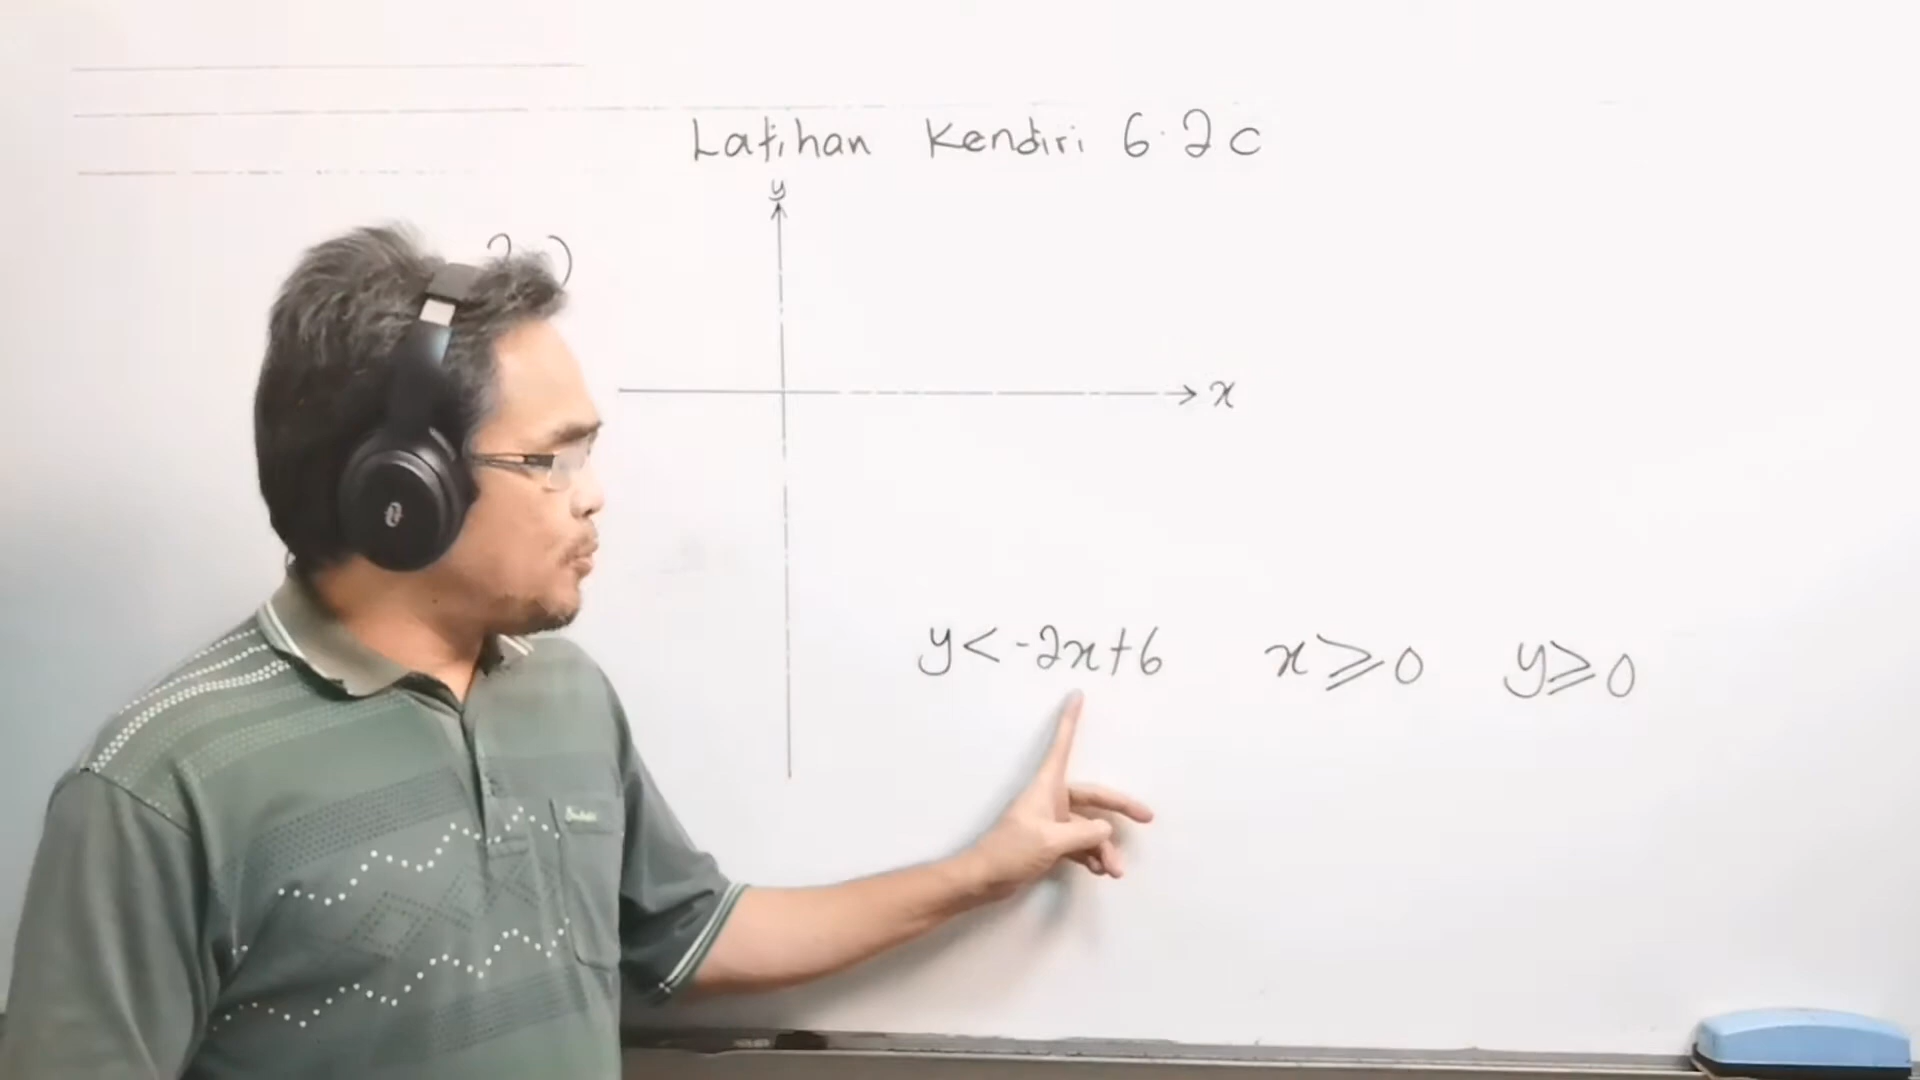 Latihan Kendiri 6.2c
y
x
y < -2x+6 x ⩾ 0 y ⩾ 0